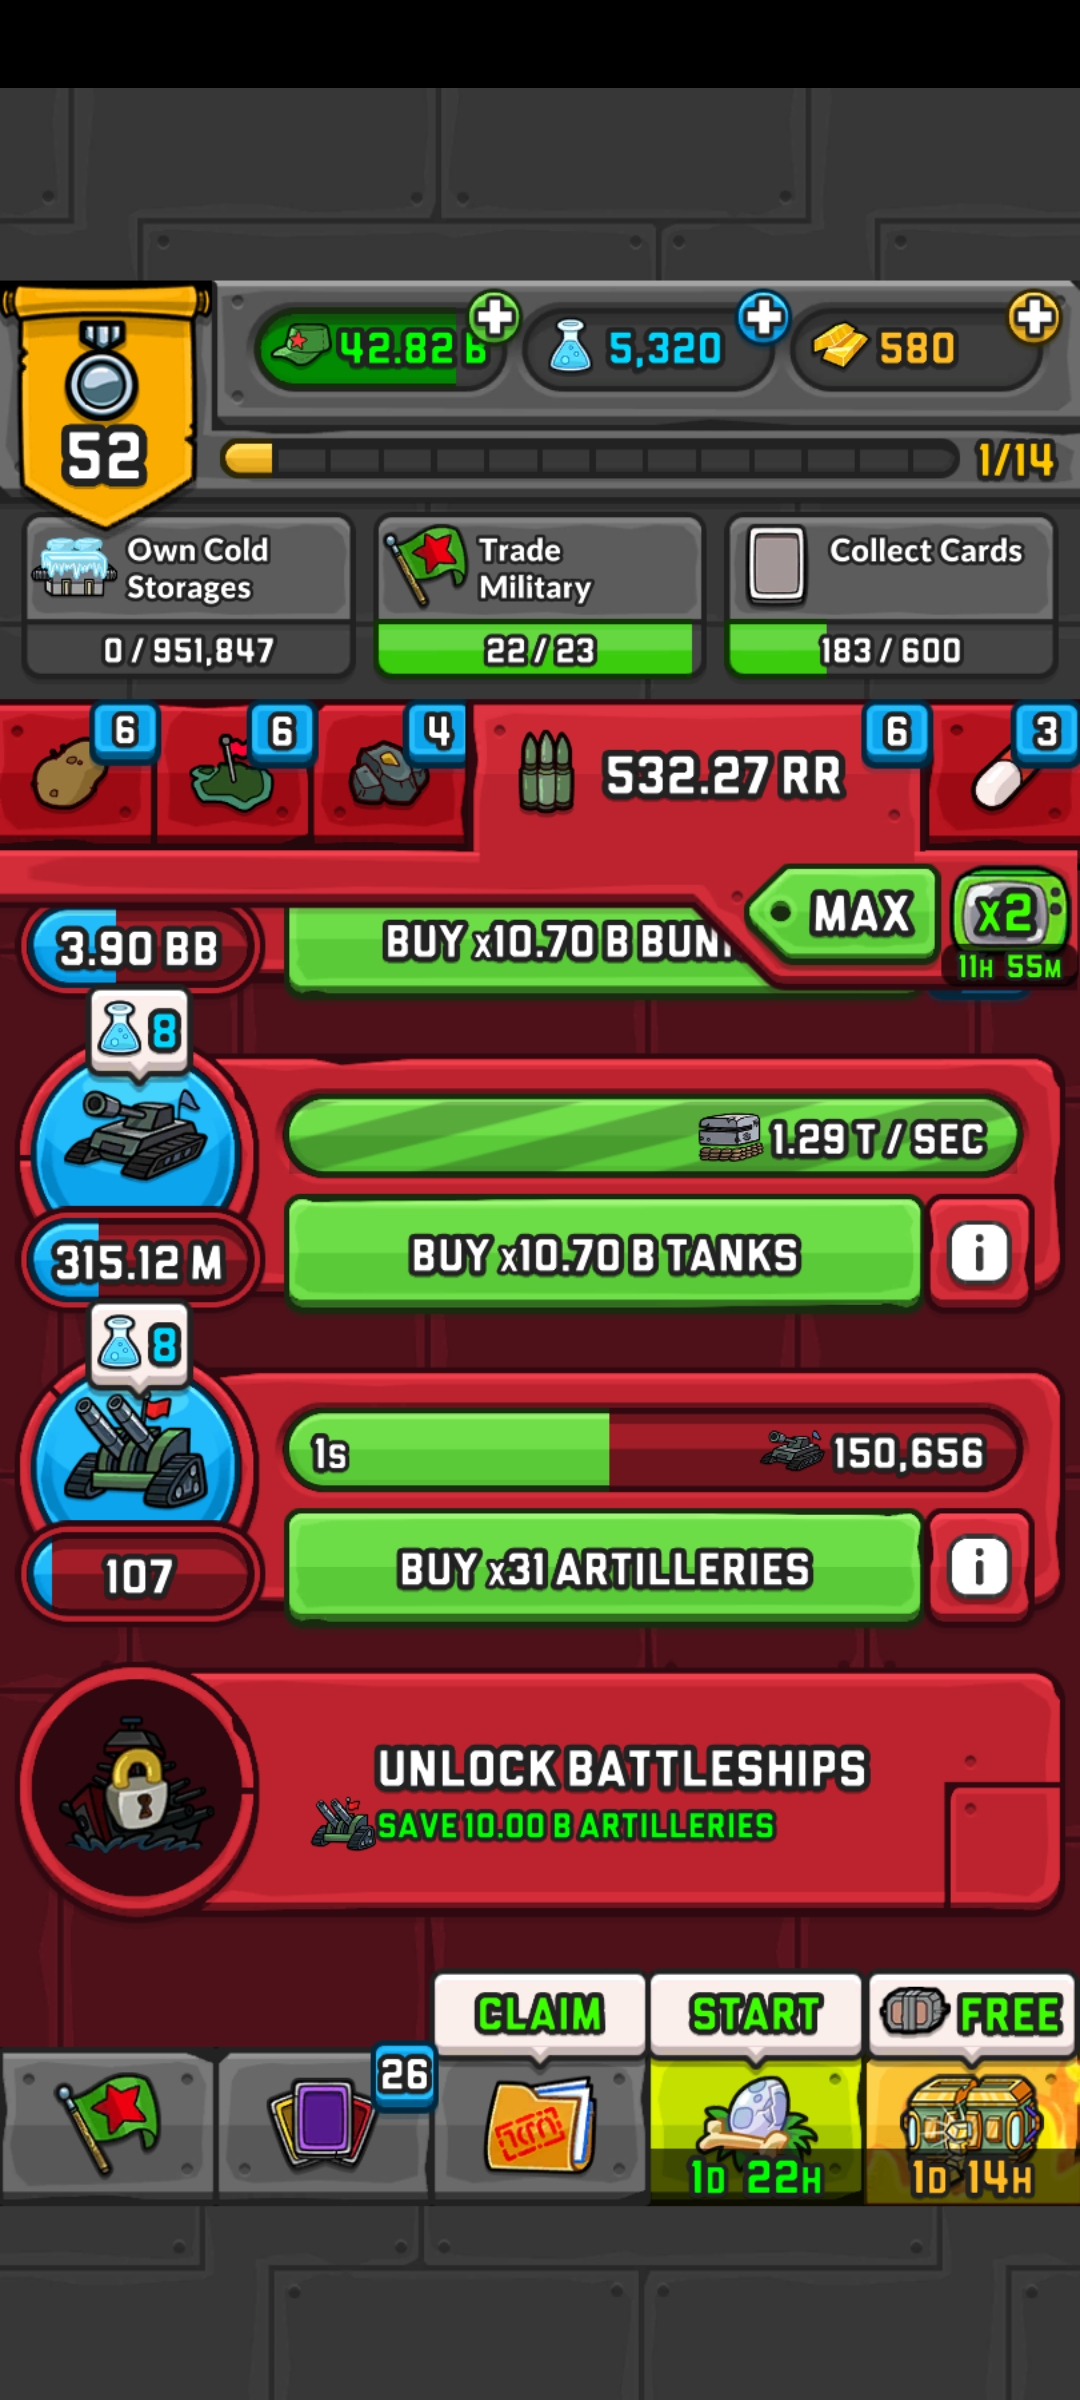 42.82 B
5,320
580
52
1/14
Own Cold
Storages
0 / 951,847
Trade
Military
22 / 23
Collect Cards
183 / 600
6
6
4
532.27 RR
6
3
MAX
x2
11H 55M
3.90 BB
BUY x10.70 B
8
1.29 T / SEC
315.12 M
BUY x10.70 B TANKS
i
8
1s
150,656
107
BUY x31 ARTILLERIES
i
UNLOCK BATTLESHIPS
SAVE 10.00 B ARTILLERIES
CLAIM
START
FREE
26
1D 22H
1D 14H